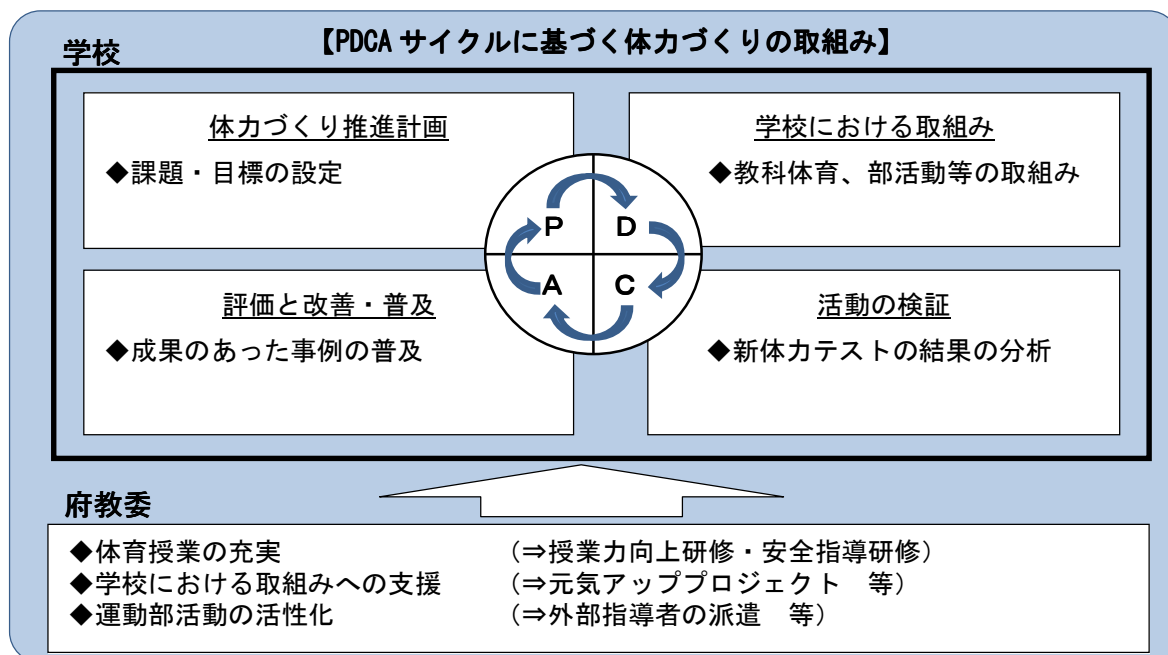 【PDCAサイクルに基づく体力づくりの取組み】
学校
体力づくり推進計画
◆課題・目標の設定
学校における取組み
◆教科体育、部活動等の取組み
P
D
A
C
評価と改善・普及
◆成果のあった事例の普及
活動の検証
◆新体力テストの結果の分析
府教委
◆体育授業の充実 (⇒授業力向上研修・安全指導研修)
◆学校における取組みへの支援 (⇒元気アッププロジェクト 等)
◆運動部活動の活性化 (⇒外部指導者の派遣 等)